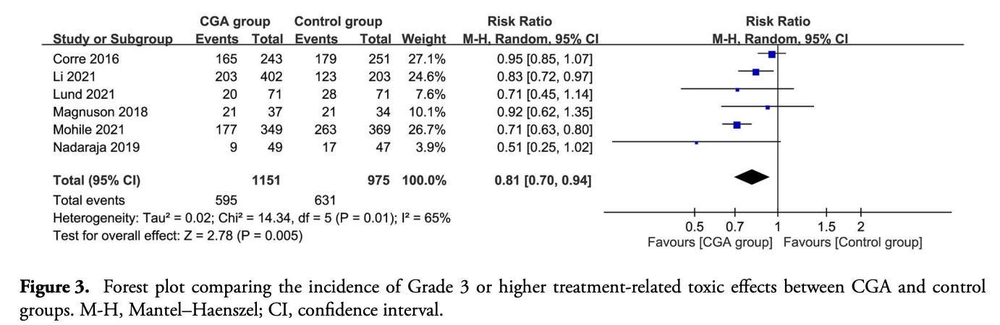 CGA group Control group Risk Ratio Risk Ratio
Study or Subgroup Events Total Events Total Weight M-H, Random, 95% CI M-H, Random, 95% CI
Corre 2016 165 243 179 251 27.1% 0.95 [0.85, 1.07]
Li 2021 203 402 123 203 24.6% 0.83 [0.72, 0.97]
Lund 2021 20 71 28 71 7.6% 0.71 [0.45, 1.14]
Magnuson 2018 21 37 21 34 10.1% 0.92 [0.62, 1.35]
Mohile 2021 177 349 263 369 26.7% 0.71 [0.63, 0.80]
Nadaraja 2019 9 49 17 47 3.9% 0.51 [0.25, 1.02]
Total (95% CI) 1151 975 100.0% 0.81 [0.70, 0.94]
Total events 595 631
Heterogeneity: Tau² = 0.02; Chi² = 14.34, df = 5 (P = 0.01); I² = 65%
Test for overall effect: Z = 2.78 (P = 0.005)
0.5 0.7 1 1.5 2
Favours [CGA group] Favours [Control group]
Figure 3. Forest plot comparing the incidence of Grade 3 or higher treatment-related toxic effects between CGA and control
groups. M-H, Mantel–Haenszel; CI, confidence interval.